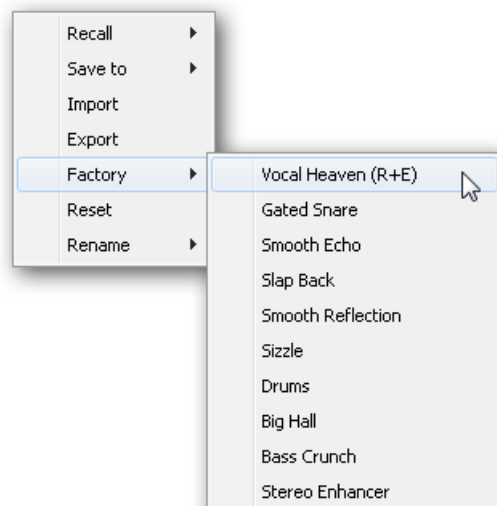 Recall
Save to
Import
Export
Factory
Reset
Rename
Vocal Heaven (R+E)
Gated Snare
Smooth Echo
Slap Back
Smooth Reflection
Sizzle
Drums
Big Hall
Bass Crunch
Stereo Enhancer